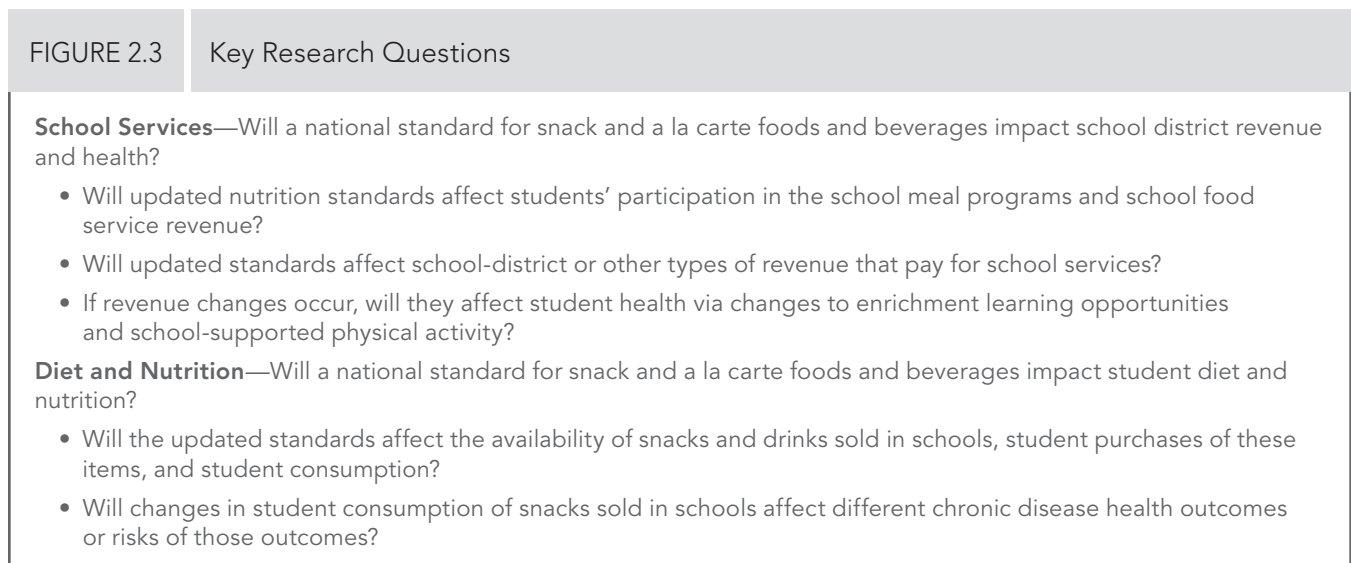 FIGURE 2.3 Key Research Questions
School Services—Will a national standard for snack and a la carte foods and beverages impact school district revenue
and health?
• Will updated nutrition standards affect students’ participation in the school meal programs and school food
service revenue?
• Will updated standards affect school-district or other types of revenue that pay for school services?
• If revenue changes occur, will they affect student health via changes to enrichment learning opportunities
and school-supported physical activity?
Diet and Nutrition—Will a national standard for snack and a la carte foods and beverages impact student diet and
nutrition?
• Will the updated standards affect the availability of snacks and drinks sold in schools, student purchases of these
items, and student consumption?
• Will changes in student consumption of snacks sold in schools affect different chronic disease health outcomes
or risks of those outcomes?